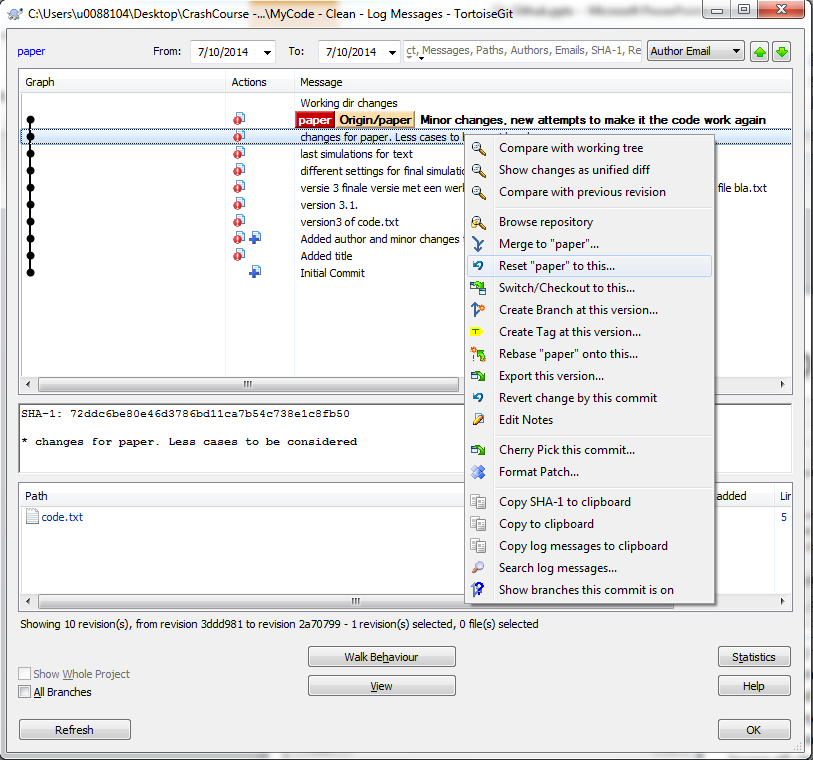 C:\Users\u0088104\Desktop\CrashCourse -...\MyCode - Clean - Log Messages - TortoiseGit
paper From: 7/10/2014 To: 7/10/2014 ct, Messages, Paths, Authors, Emails, SHA-1, Re Author Email
Graph Actions Message
Working dir changes
paper Origin/paper Minor changes, new attempts to make it the code work again
changes for paper. Less cases to
last simulations for text
different settings for final simulatio
versie 3 finale versie met een wer file bla.txt
version 3.1.
version3 of code.txt
Added author and minor changes
Added title
Initial Commit
Compare with working tree
Show changes as unified diff
Compare with previous revision
Browse repository
Merge to "paper"...
Reset "paper" to this...
Switch/Checkout to this...
Create Branch at this version...
Create Tag at this version...
Rebase "paper" onto this...
Export this version...
Revert change by this commit
Edit Notes
Cherry Pick this commit...
Format Patch...
Copy SHA-1 to clipboard
Copy to clipboard
Copy log messages to clipboard
Search log messages...
Show branches this commit is on
SHA-1: 72ddc6be80e46d3786bd11ca7b54c738e1c8fb50
* changes for paper. Less cases to be considered
Path added Lir
code.txt 5
Showing 10 revision(s), from revision 3ddd981 to revision 2a70799 - 1 revision(s) selected, 0 file(s) selected
Walk Behaviour Statistics
Show Whole Project
View Help
All Branches
Refresh OK